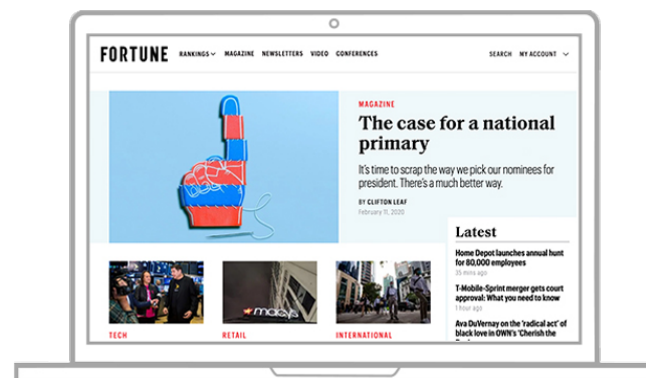 FORTUNE RANKINGS MAGAZINE NEWSLETTERS VIDEO CONFERENCES SEARCH MY ACCOUNT
MAGAZINE
The case for a national
primary
It's time to scrap the way we pick our nominees for
president. There's a much better way.
BY CLIFTON LEAF
February 11, 2020
Latest
Home Depot launches annual hunt
for 80,000 employees
35 mins ago
T-Mobile-Sprint merger gets court
approval: What you need to know
1 hour ago
Ava DuVernay on the 'radical act' of
black love in OWN's 'Cherish the
macy's
TECH
RETAIL
INTERNATIONAL